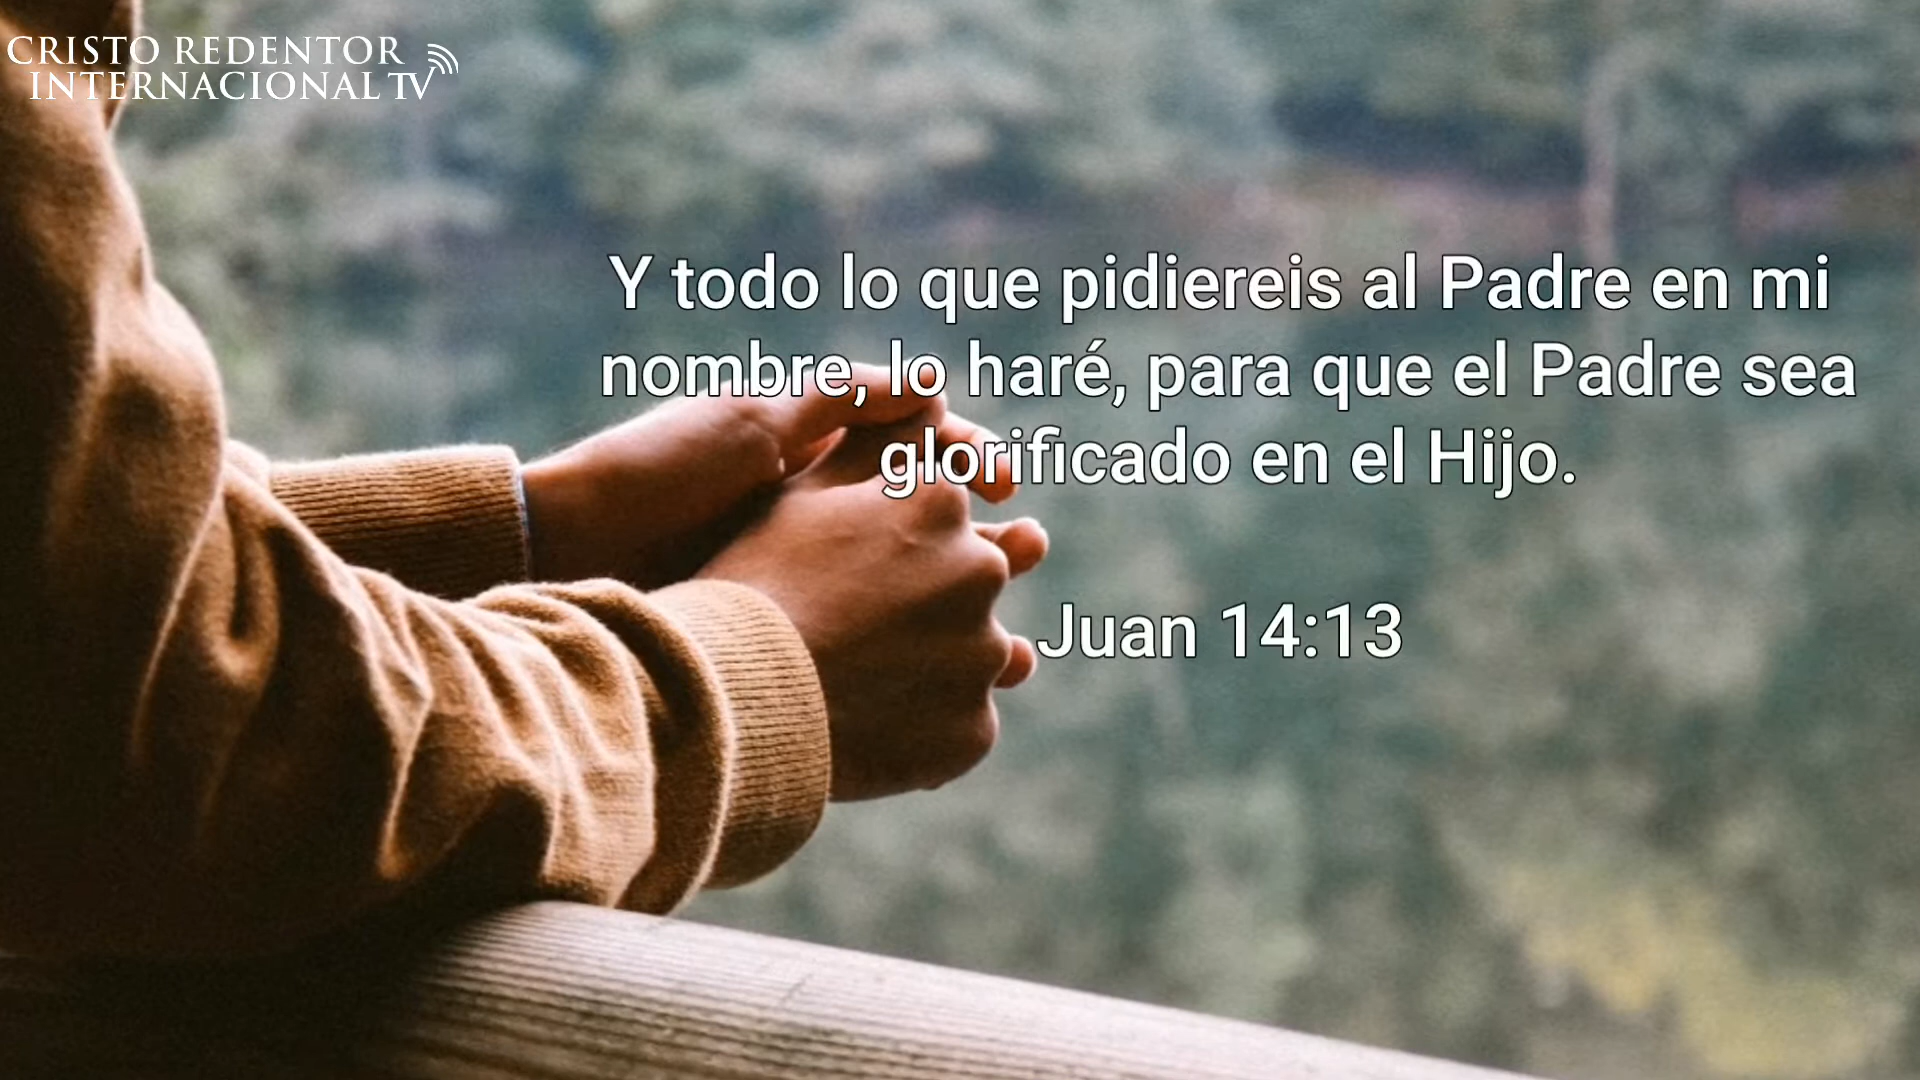 CRISTO REDENTOR
INTERNACIONAL TV
Y todo lo que pidiereis al Padre en mi
nombre, lo haré, para que el Padre sea
glorificado en el Hijo.
Juan 14:13